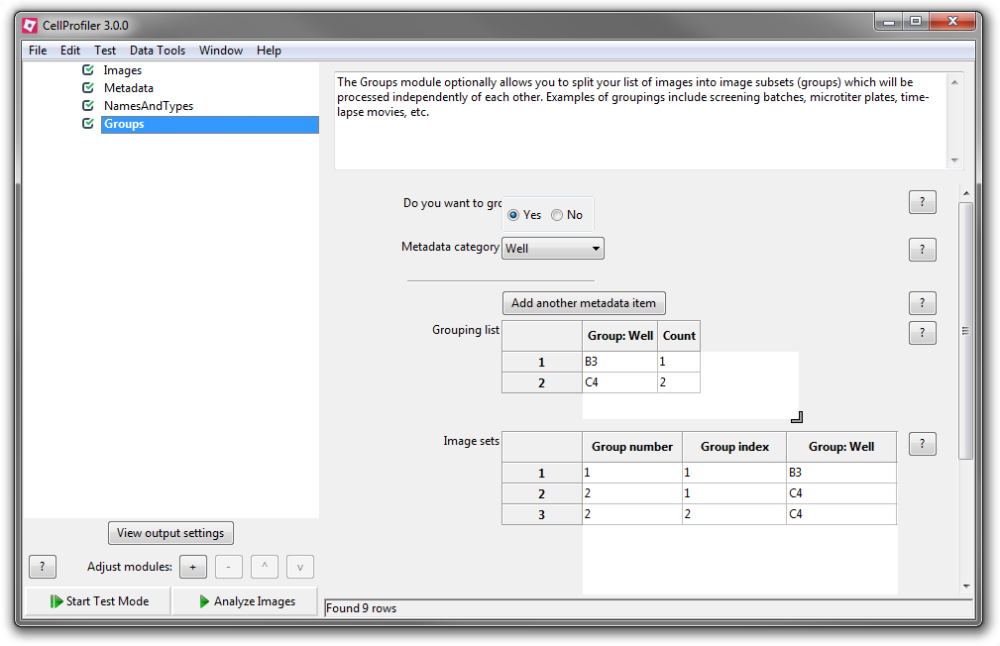 CellProfiler 3.0.0
File Edit Test Data Tools Window Help
Images
Metadata
NamesAndTypes
Groups
The Groups module optionally allows you to split your list of images into image subsets (groups) which will be
processed independently of each other. Examples of groupings include screening batches, microtiter plates, time-
lapse movies, etc.
Do you want to gro
Yes No
?
Metadata category Well ?
Add another metadata item ?
Grouping list Group: Well Count ?
1 B3 1
2 C4 2
Image sets Group number Group index Group: Well ?
1 1 1 B3
2 2 1 C4
3 2 2 C4
View output settings
? Adjust modules: + - ^ v
Start Test Mode Analyze Images
Found 9 rows